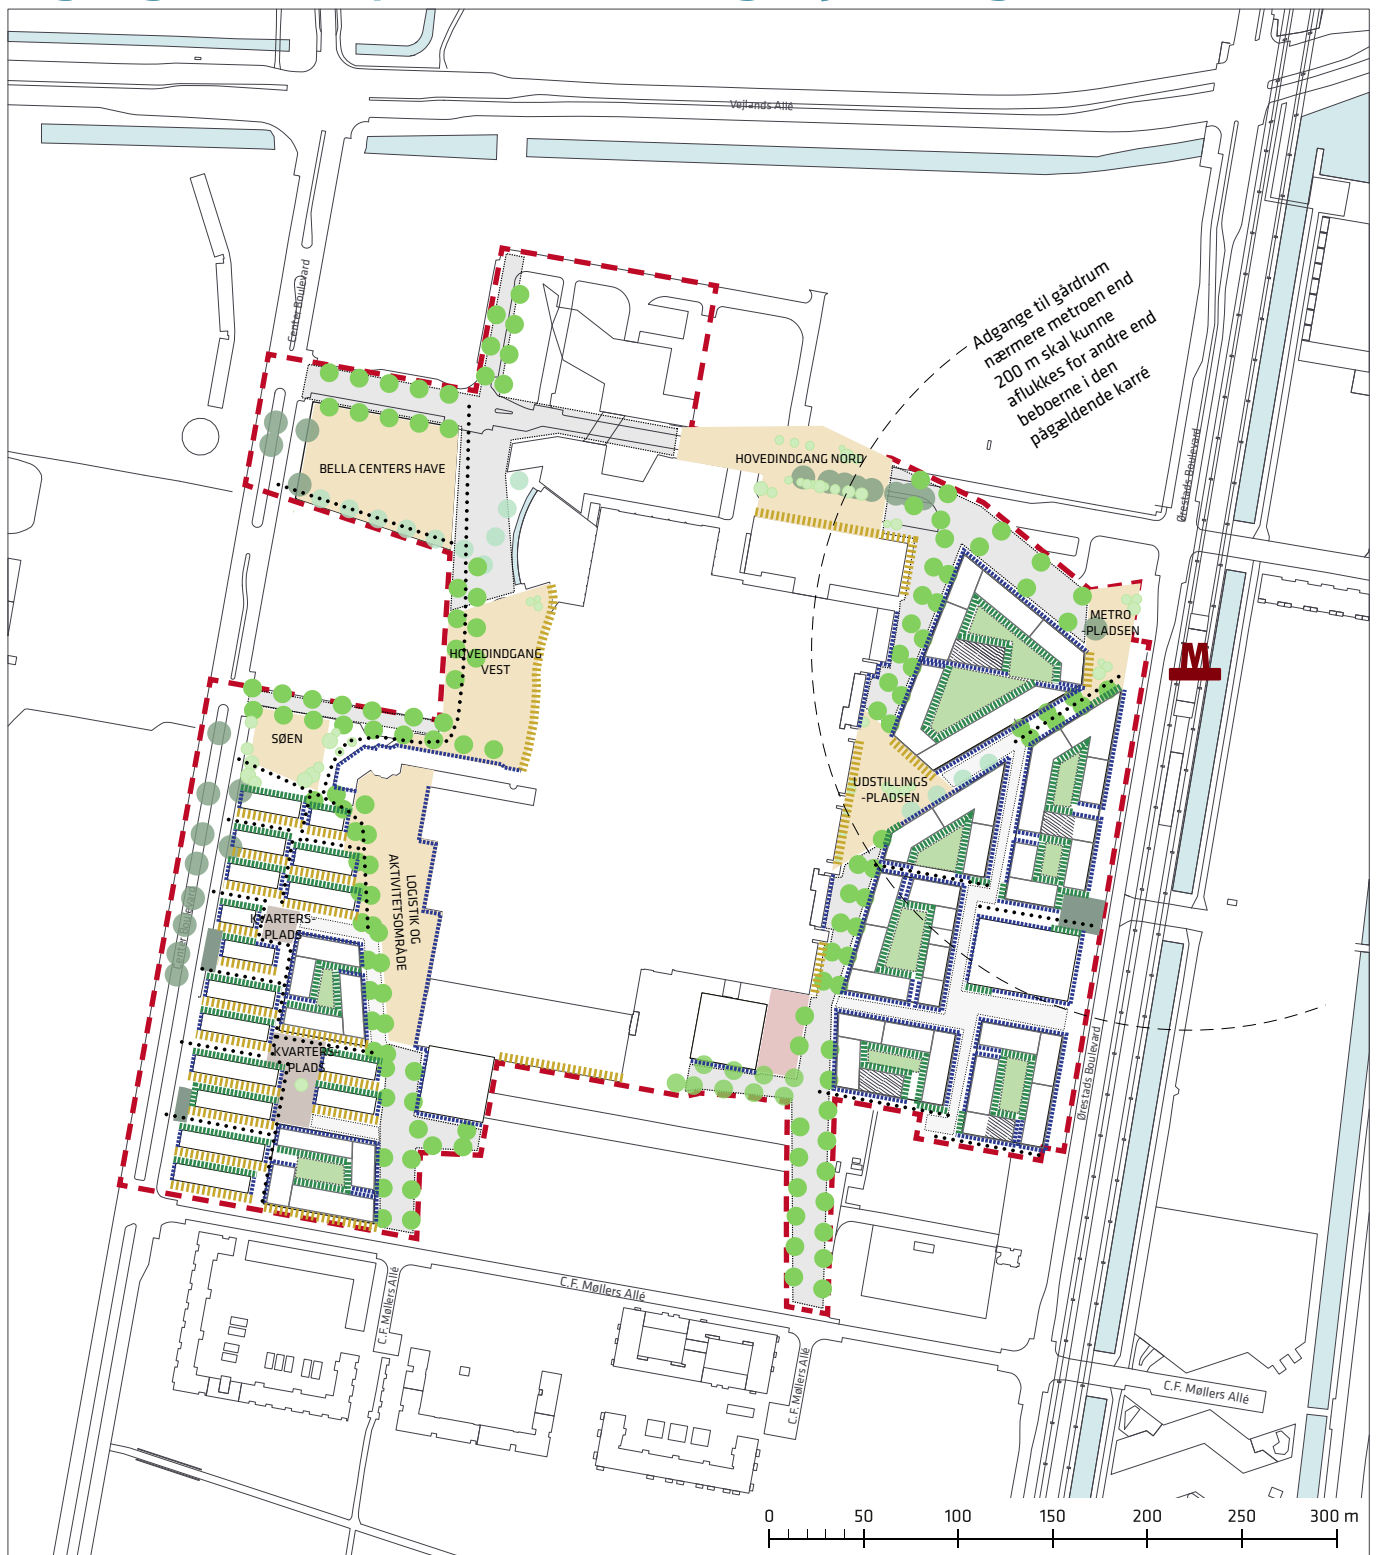 Vejlands Allé
Center Boulevard
Adgange til gårdrum
nærmere metroen end
200 m skal kunne
aflukkes for andre end
beboerne i den
pågældende karré
Ørestads Boulevard
BELLA CENTERS HAVE
HOVEDINDGANG NORD
METRO
-PLADSEN
M
HOVEDINDGANG
VEST
SØEN
UDSTILLINGS
-PLADSEN
LOGISTIK OG
AKTIVITETSOMRÅDE
Center Boulevard
KVARTERS-
PLADS
KVARTERS-
PLADS
Ørestads Boulevard
C.F. Møllers Allé
C.F. Møllers Allé
C.F. Møllers Allé
C.F. Møllers Allé
0 50 100 150 200 250 300 m